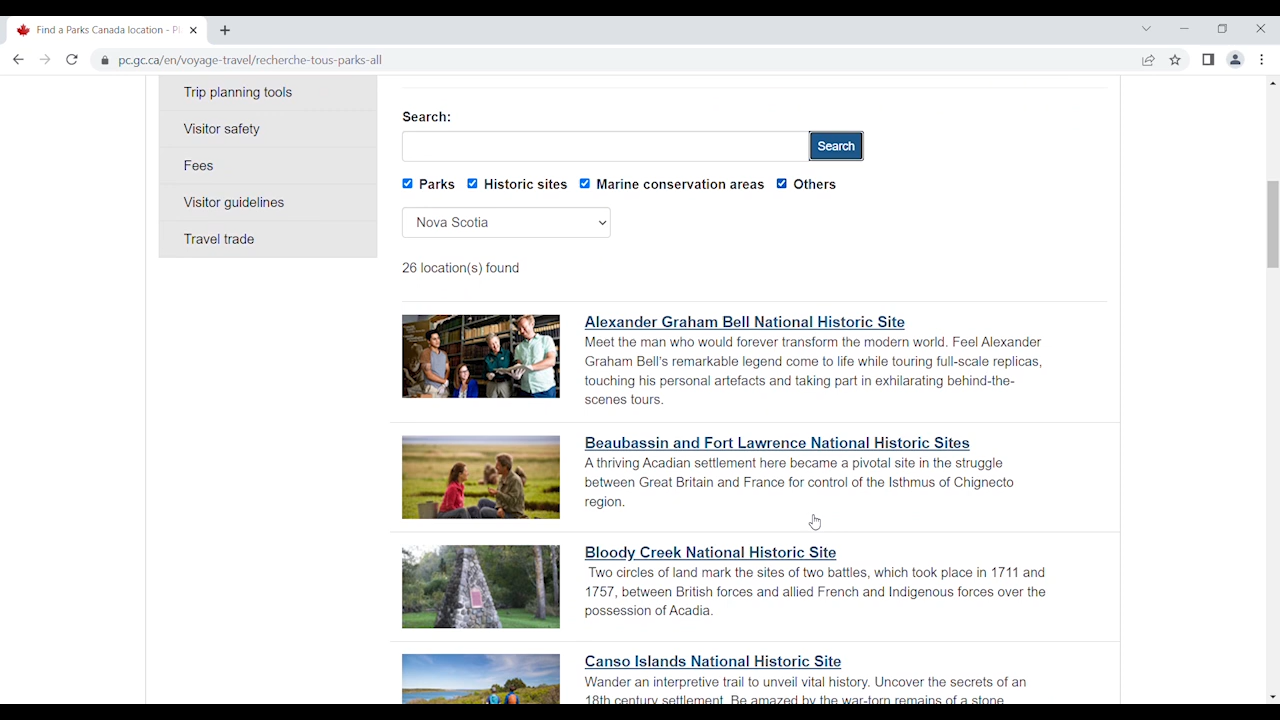 Find a Parks Canada location - P
pc.gc.ca/en/voyage-travel/recherche-tous-parks-all
Trip planning tools
Visitor safety
Fees
Visitor guidelines
Travel trade
Search:
Search
Parks Historic sites Marine conservation areas Others
Nova Scotia
26 location(s) found
Alexander Graham Bell National Historic Site
Meet the man who would forever transform the modern world. Feel Alexander
Graham Bell's remarkable legend come to life while touring full-scale replicas,
touching his personal artefacts and taking part in exhilarating behind-the-
scenes tours.
Beaubassin and Fort Lawrence National Historic Sites
A thriving Acadian settlement here became a pivotal site in the struggle
between Great Britain and France for control of the Isthmus of Chignecto
region.
Bloody Creek National Historic Site
Two circles of land mark the sites of two battles, which took place in 1711 and
1757, between British forces and allied French and Indigenous forces over the
possession of Acadia.
Canso Islands National Historic Site
Wander an interpretive trail to unveil vital history. Uncover the secrets of an
18th century settlement. Be amazed by the war-torn remains of a stone